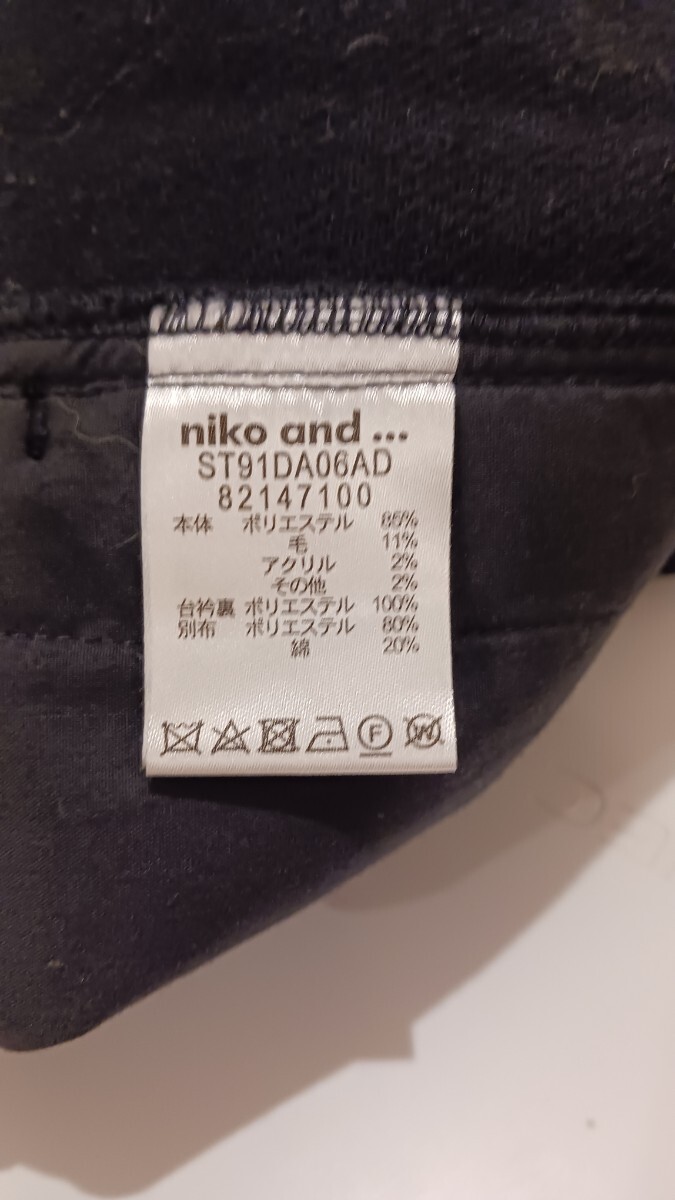 niko and ...
ST91DA06AD
82147100
本体 ポリエステル 85%
毛 11%
アクリル 2%
その他 2%
台衿裏 ポリエステル 100%
別布 ポリエステル 80%
綿 20%
F W